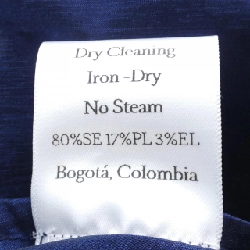 Dry Cleaning
Iron -Dry
No Steam
80%SE 17%PL 3%EL
Bogotá, Colombia